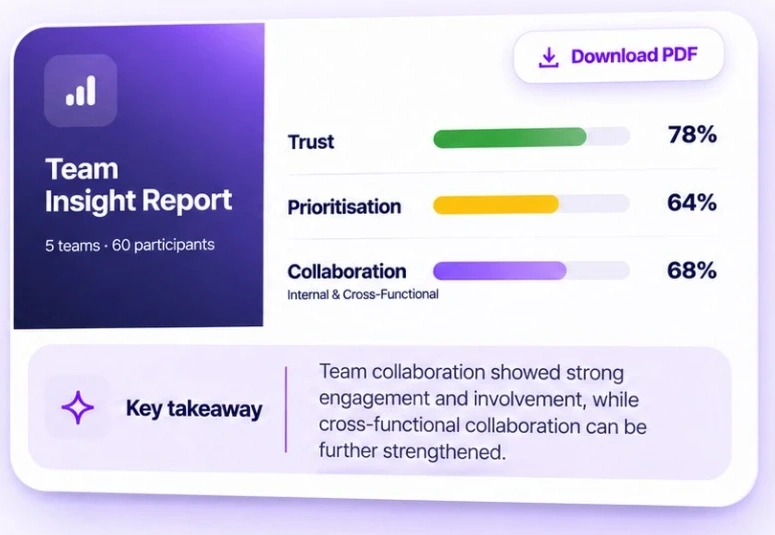 Team
Insight Report
5 teams · 60 participants
Download PDF
Trust 78%
Prioritisation 64%
Collaboration 68%
Internal & Cross-Functional
Key takeaway
Team collaboration showed strong
engagement and involvement, while
cross-functional collaboration can be
further strengthened.